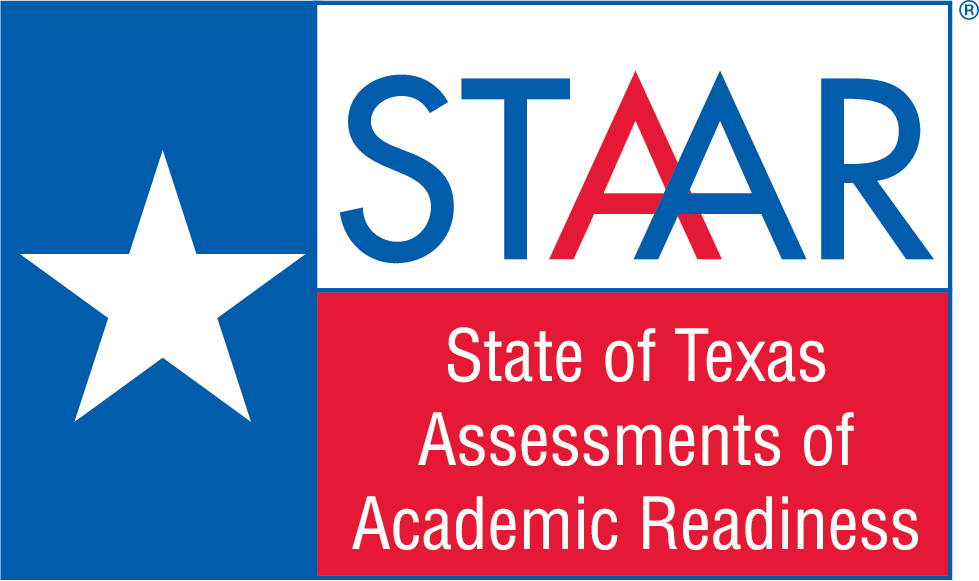 STAAR
®
State of Texas
Assessments of
Academic Readiness